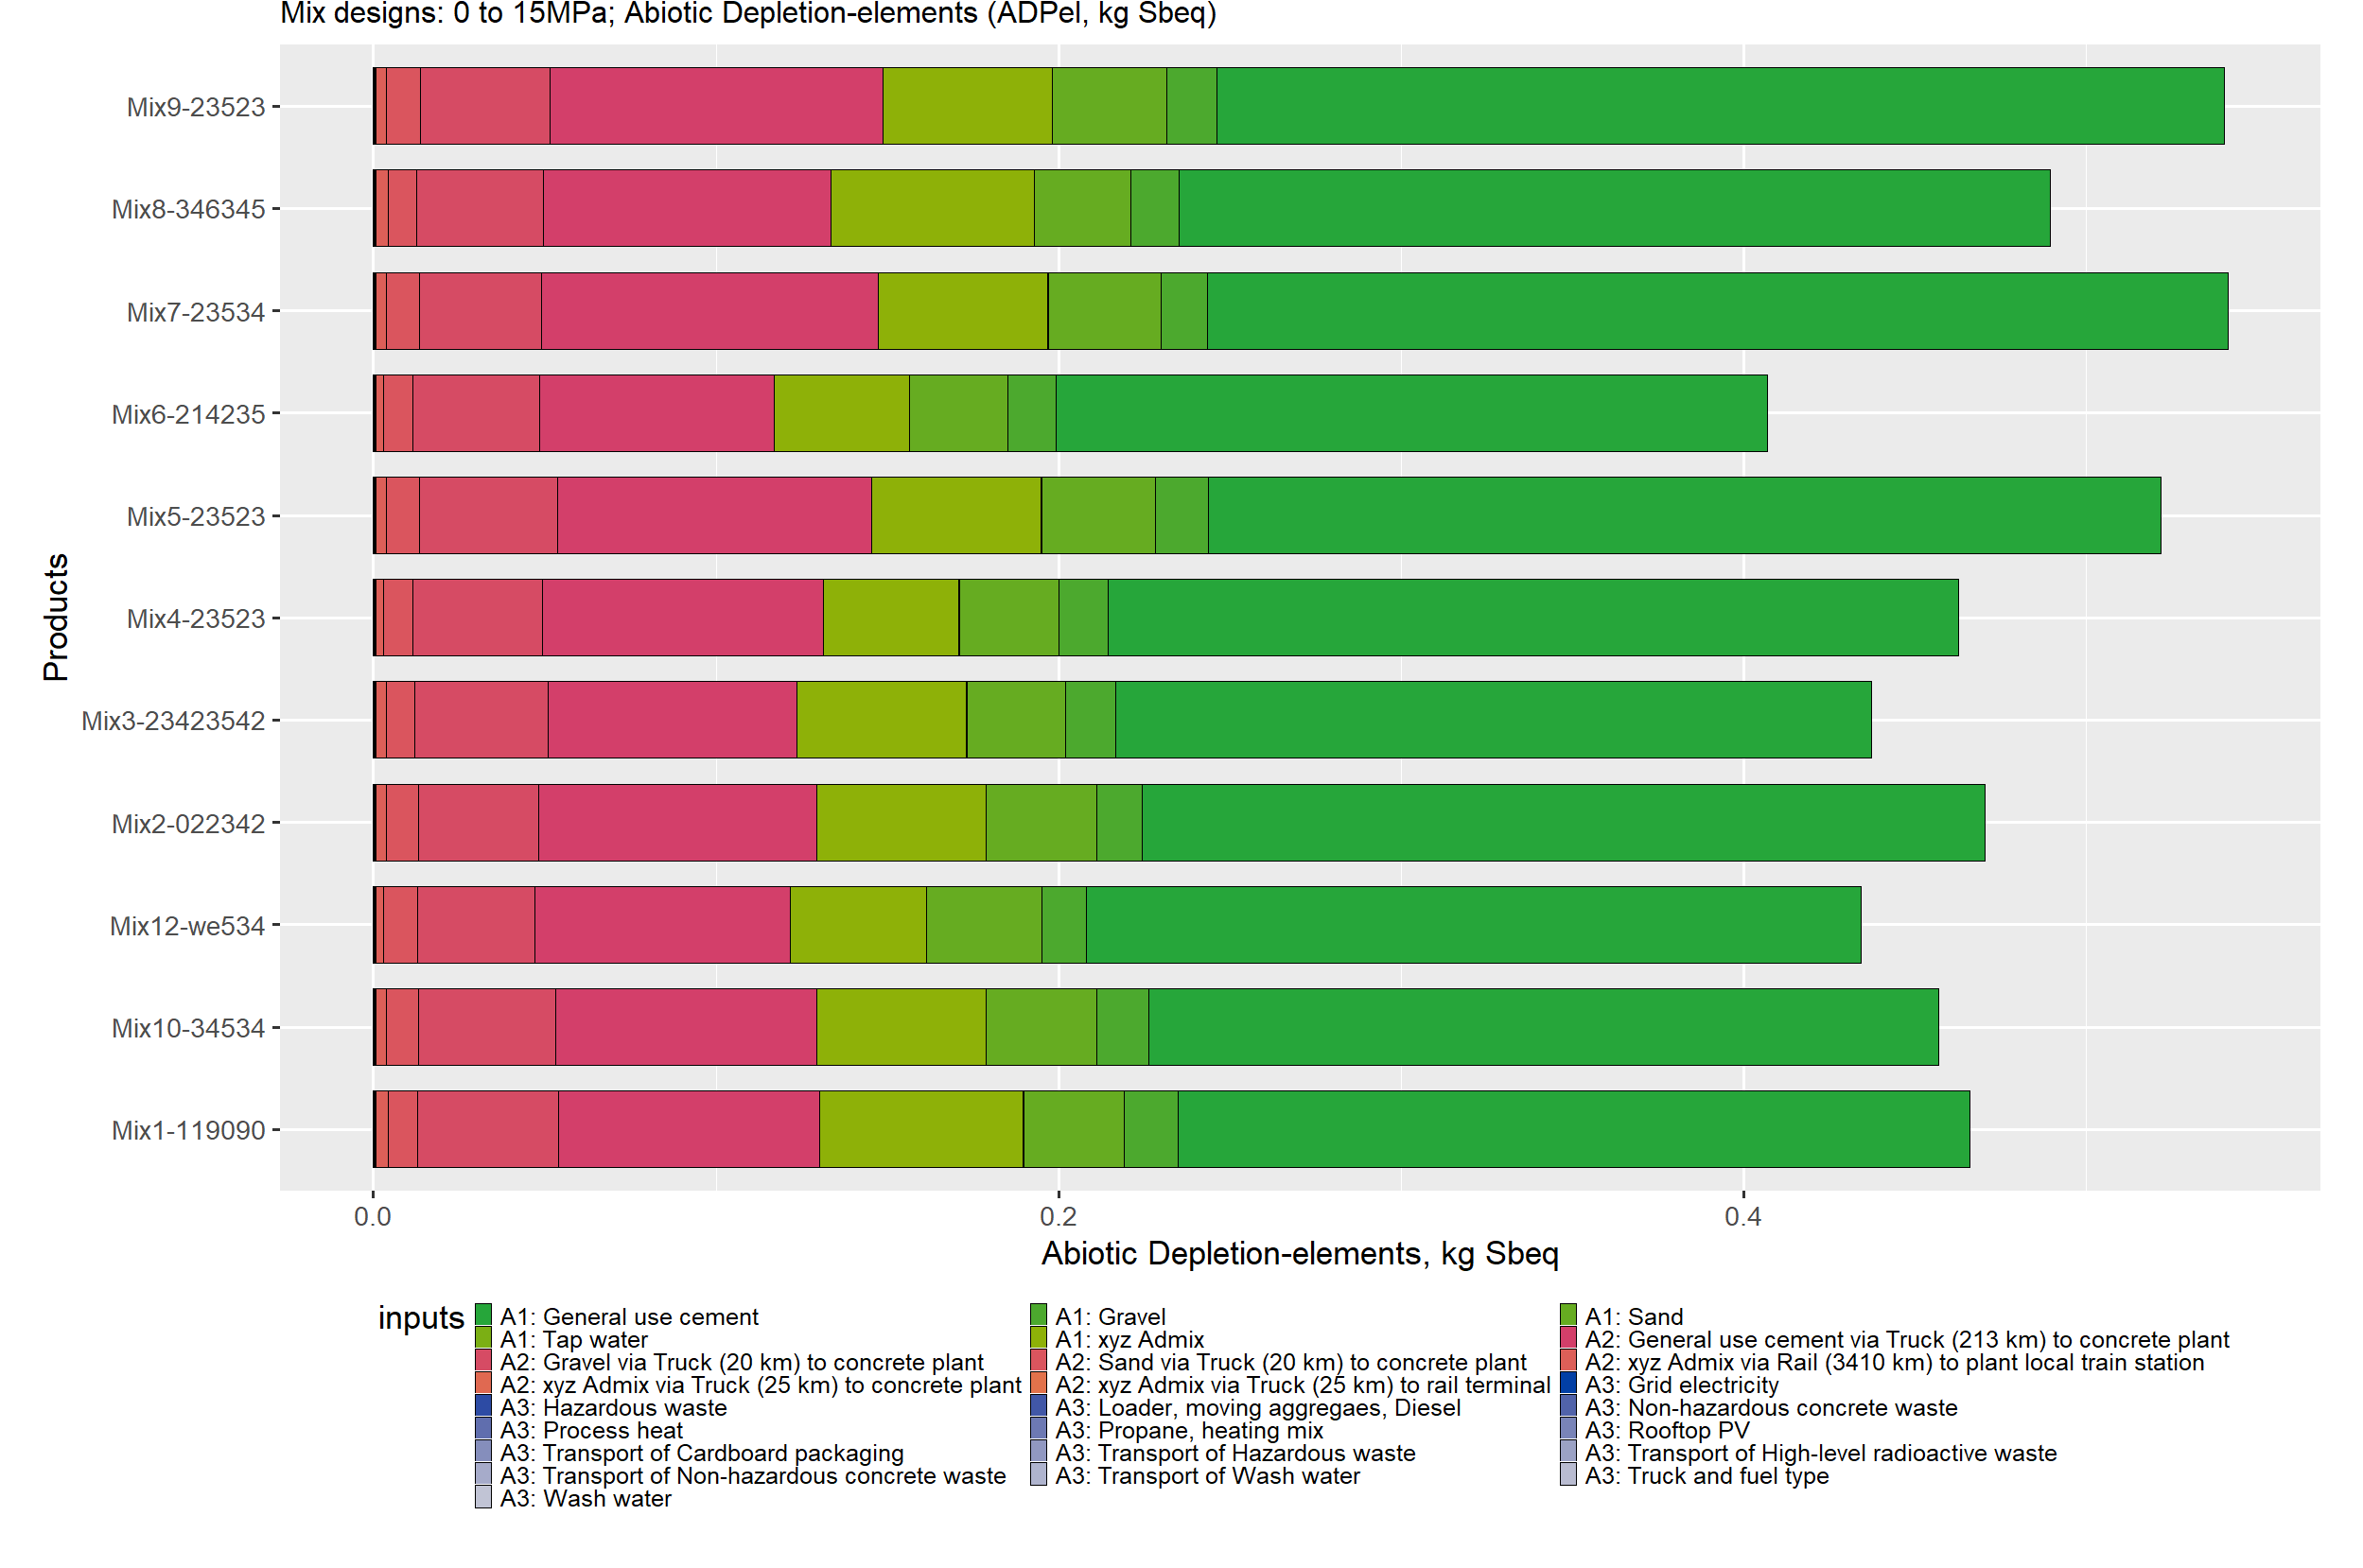 Mix designs: 0 to 15MPa; Abiotic Depletion-elements (ADPel, kg Sbeq)
Mix9-23523
Mix8-346345
Mix7-23534
Mix6-214235
Mix5-23523
Mix4-23523
Mix3-23423542
Mix2-022342
Mix12-we534
Mix10-34534
Mix1-119090
Products
0.0 0.2 0.4
Abiotic Depletion-elements, kg Sbeq
inputs
A1: General use cement A1: Gravel A1: Sand
A1: Tap water A1: xyz Admix A2: General use cement via Truck (213 km) to concrete plant
A2: Gravel via Truck (20 km) to concrete plant A2: Sand via Truck (20 km) to concrete plant A2: xyz Admix via Rail (3410 km) to plant local train station
A2: xyz Admix via Truck (25 km) to concrete plant A2: xyz Admix via Truck (25 km) to rail terminal A3: Grid electricity
A3: Hazardous waste A3: Loader, moving aggregaes, Diesel A3: Non-hazardous concrete waste
A3: Process heat A3: Propane, heating mix A3: Rooftop PV
A3: Transport of Cardboard packaging A3: Transport of Hazardous waste A3: Transport of High-level radioactive waste
A3: Transport of Non-hazardous concrete waste A3: Transport of Wash water A3: Truck and fuel type
A3: Wash water